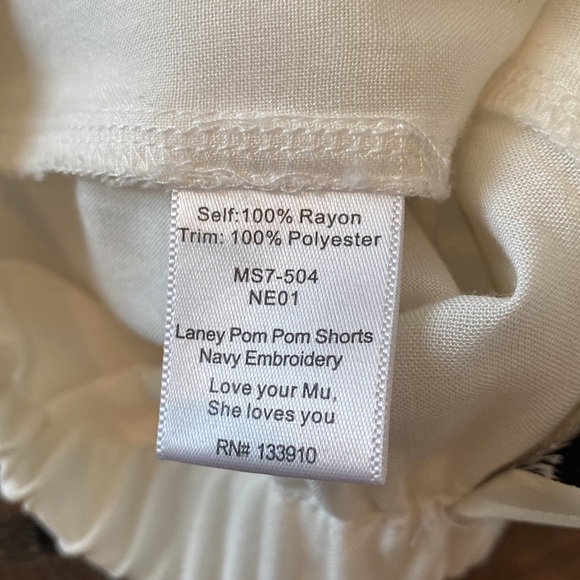 Self:100% Rayon
Trim: 100% Polyester
MS7-504
NE01
Laney Pom Pom Shorts
Navy Embroidery
Love your Mu,
She loves you
RN# 133910